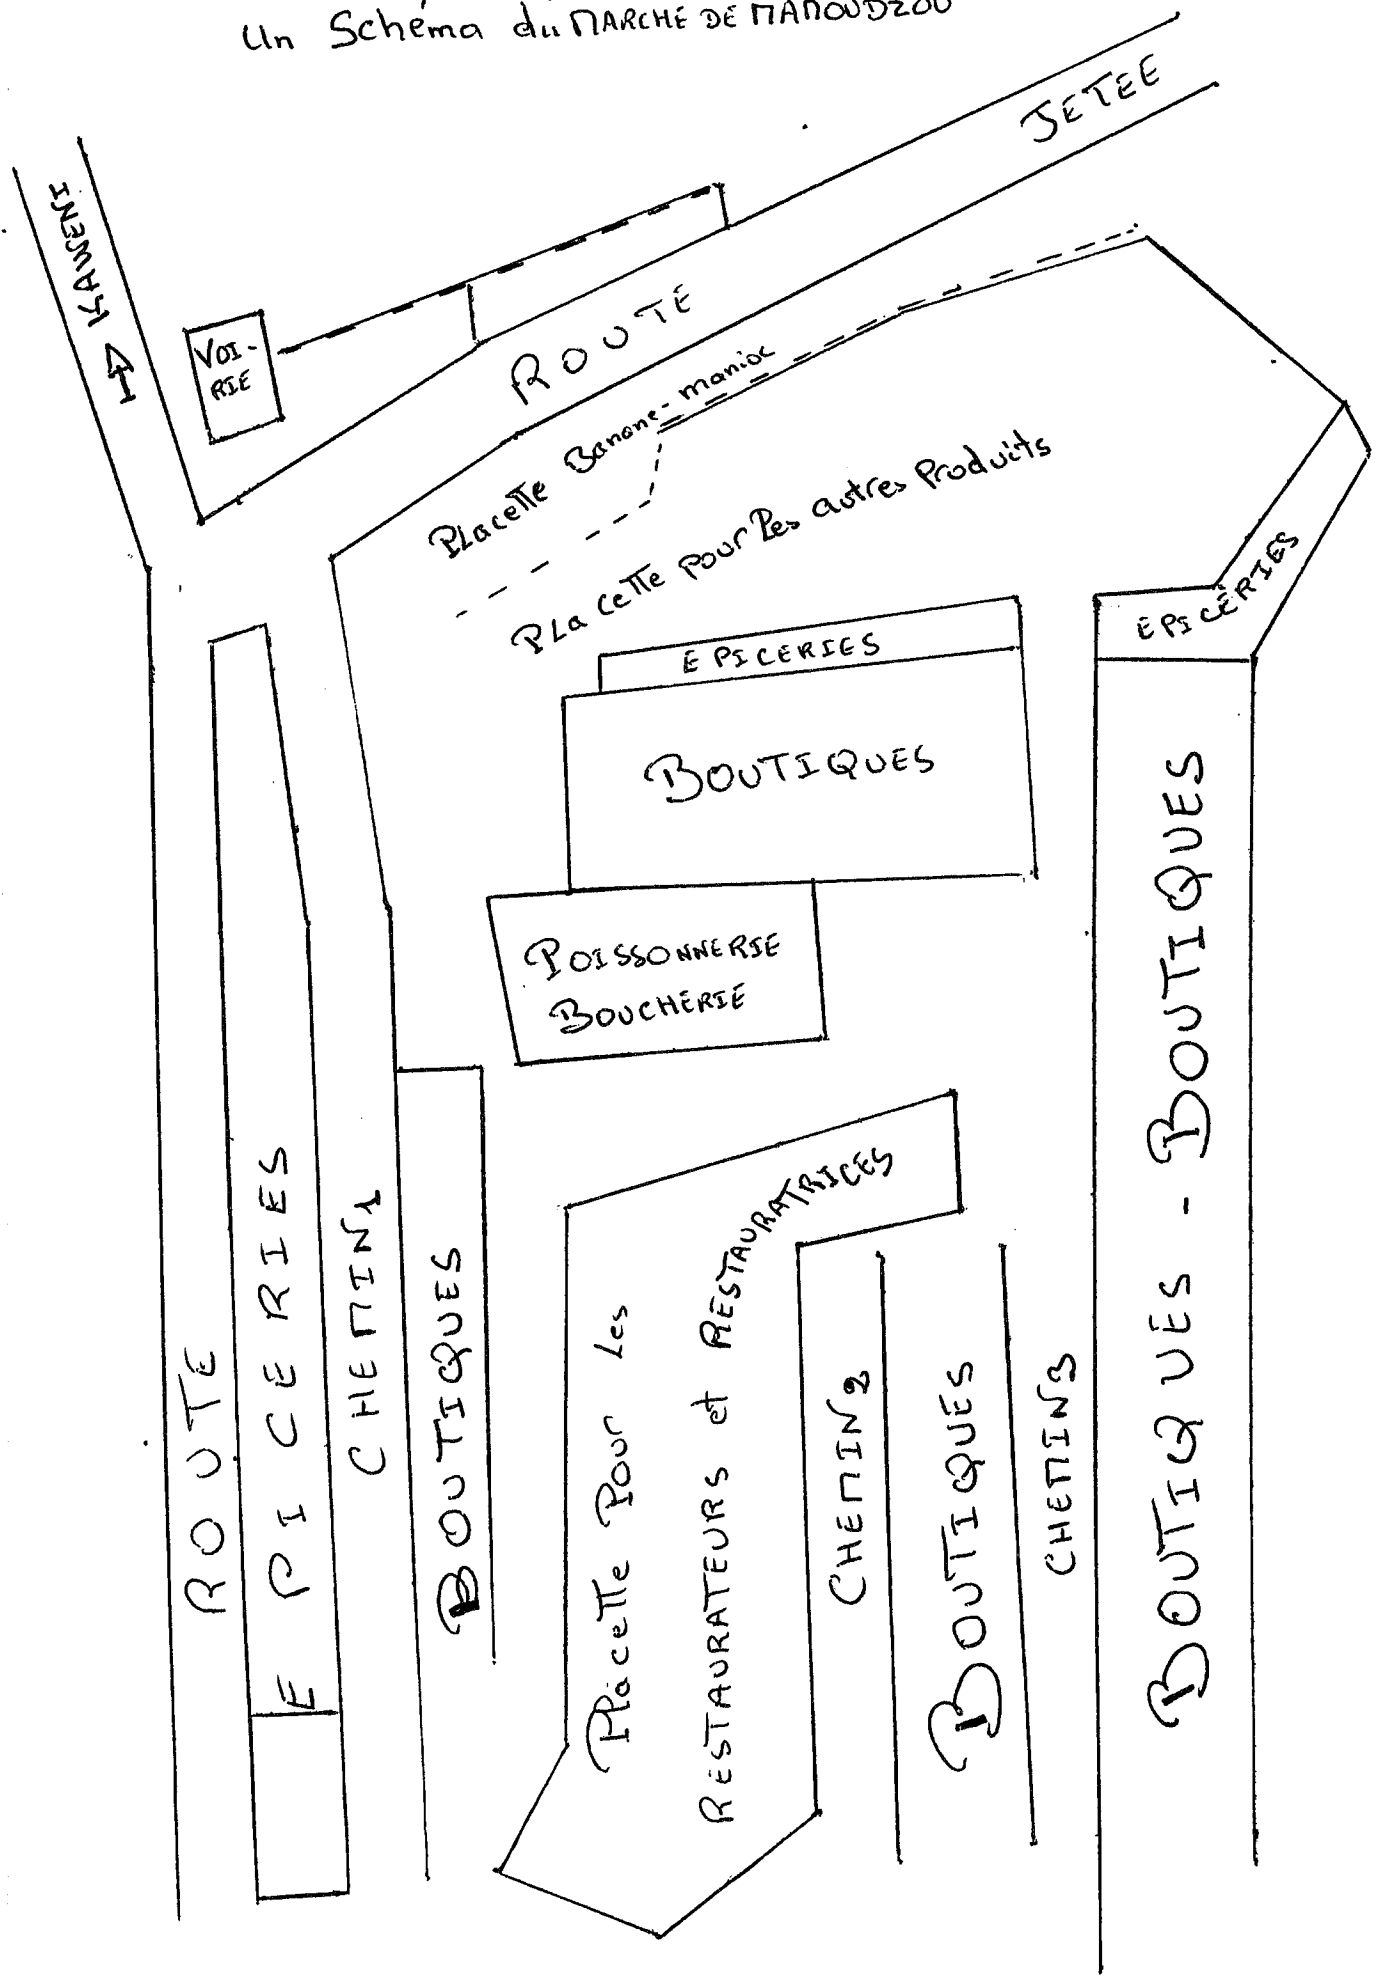 Un Schéma du MARCHÉ DE MAMOUDZOU
JETEE
KAWENI
VOI-
RIE
ROUTE
Placette Banane-manioc
Placette pour les autres Produits
EPICERIES
EPICERIES
BOUTIQUES
POISSONNERIE
BOUCHERIE
ROUTE
EPICERIES
CHEMIN 1
BOUTIQUES
Placette Pour Les
RESTAURATEURS et RESTAURATRICES
CHEMIN 2
BOUTIQUES
CHEMIN 3
BOUTIQUES - BOUTIQUES